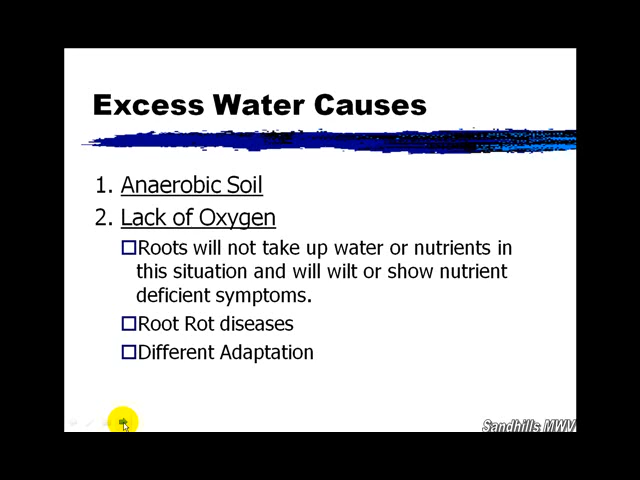 Excess Water Causes
1. Anaerobic Soil
2. Lack of Oxygen
Roots will not take up water or nutrients in
this situation and will wilt or show nutrient
deficient symptoms.
Root Rot diseases
Different Adaptation
Sandhills MWV